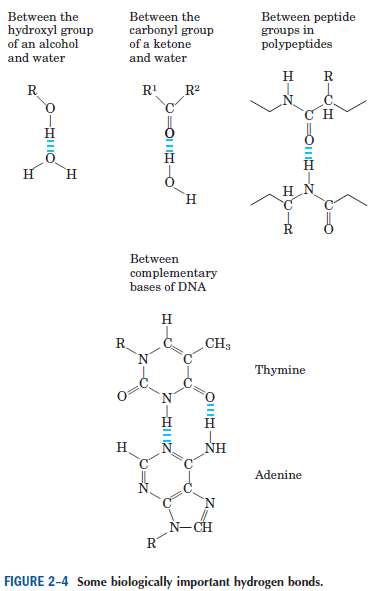 Between the
hydroxyl group
of an alcohol
and water
Between the
carbonyl group
of a ketone
and water
Between peptide
groups in
polypeptides
R
O
H
O
H H
R¹ R²
C
O
H
O
H
H R
N C
C H
O
H
H N
C C
R O
Between
complementary
bases of DNA
H
R C CH₃
N C
C C
O N O
H H
H N NH
C C
N C
C N
N—CH
R
Thymine
Adenine
FIGURE 2–4 Some biologically important hydrogen bonds.